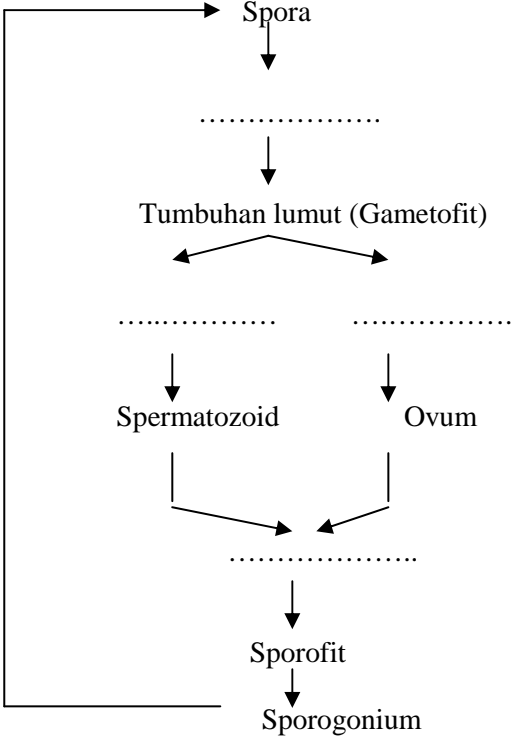 Spora
……………….
Tumbuhan lumut (Gametofit)
…..………… …..………….
Spermatozoid Ovum
………………..
Sporofit
Sporogonium